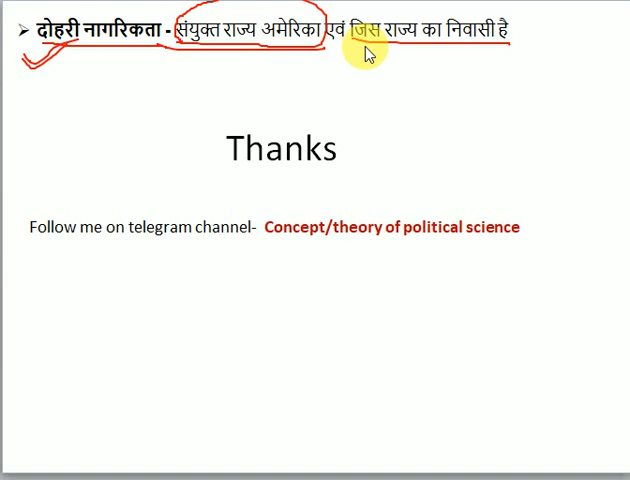 ➢ दोहरी नागरिकता - संयुक्त राज्य अमेरिका एवं जिस राज्य का निवासी है
Thanks
Follow me on telegram channel- Concept/theory of political science